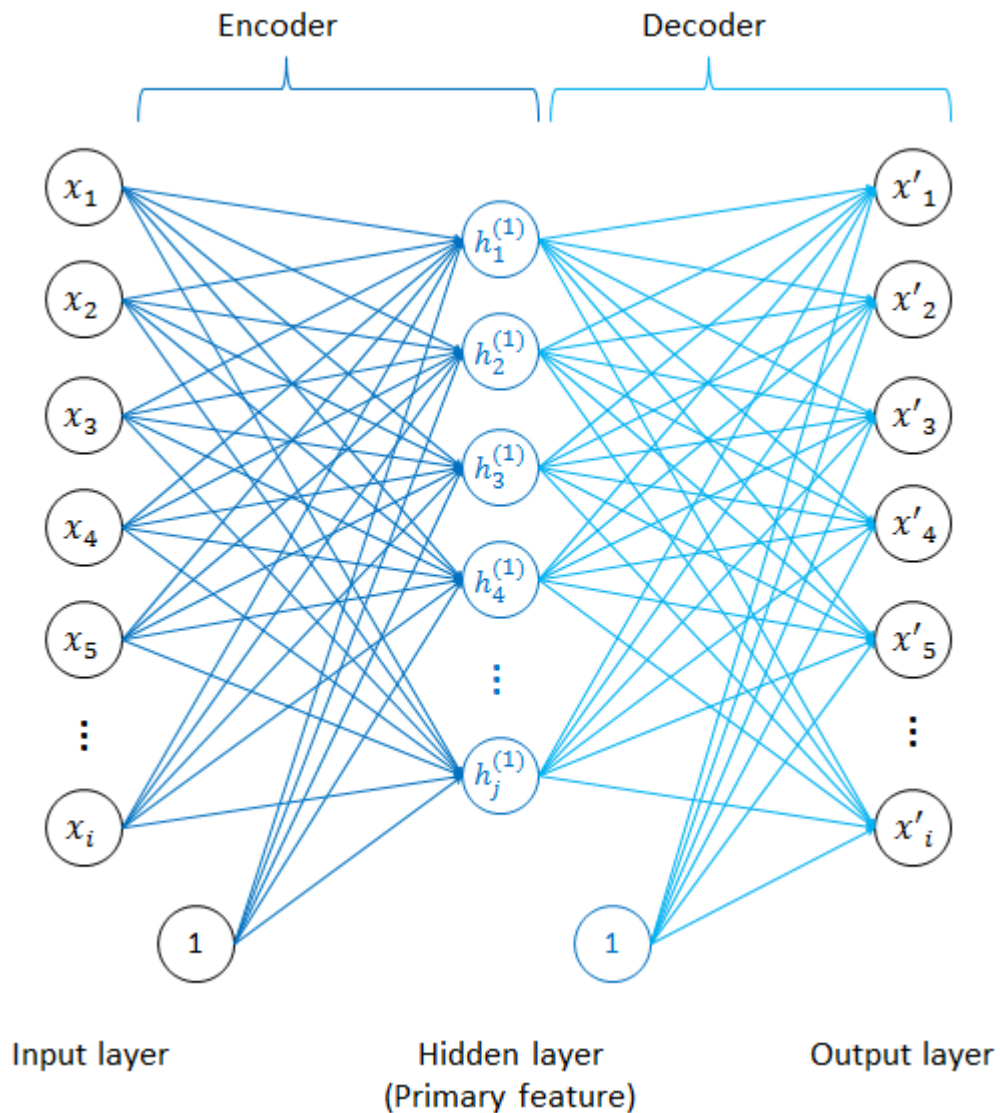 Encoder Decoder
x₁ x'₁
h₁⁽¹⁾
x₂ x'₂
h₂⁽¹⁾
x₃ x'₃
h₃⁽¹⁾
x₄ x'₄
h₄⁽¹⁾
x₅ x'₅
⋮
⋮ ⋮
hⱼ⁽¹⁾
xᵢ x'ᵢ
1 1
Input layer Hidden layer Output layer
(Primary feature)